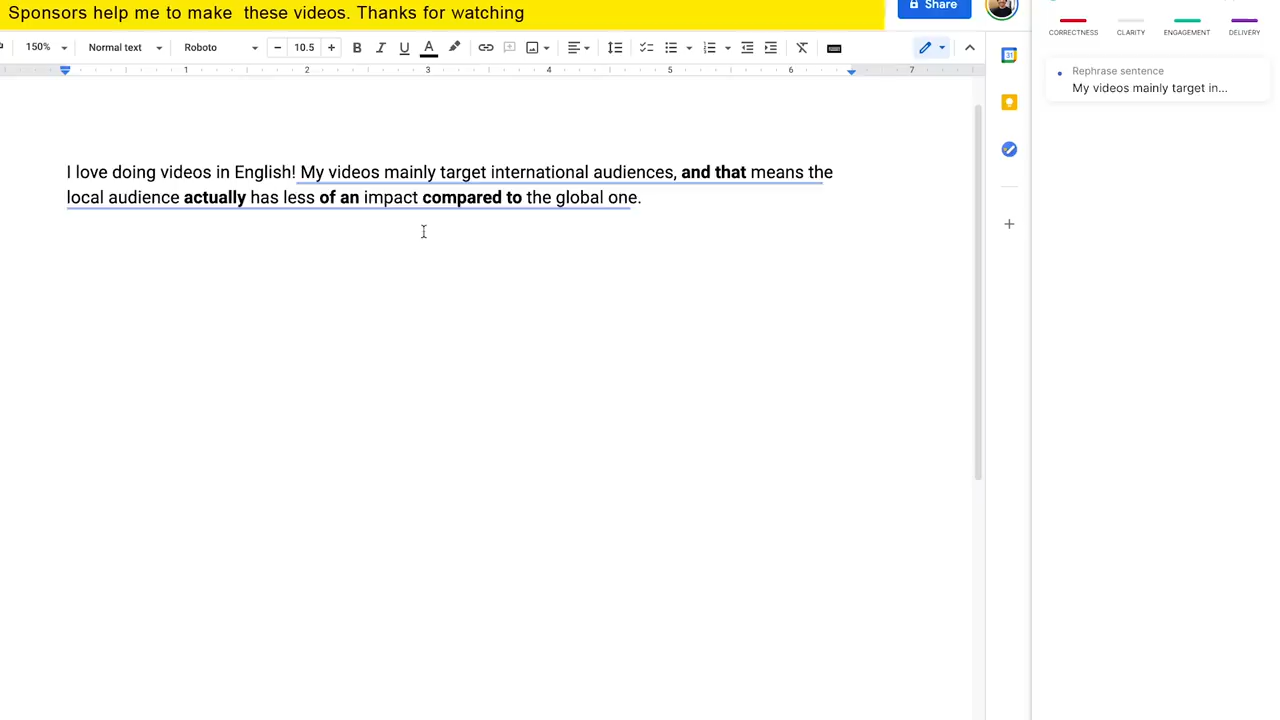 Sponsors help me to make  these videos. Thanks for watching
Share
150% Normal text Roboto − 10.5 + B I U A
1 2 3 4 5 6 7
I love doing videos in English! My videos mainly target international audiences, and that means the
local audience actually has less of an impact compared to the global one.
31
CORRECTNESS CLARITY ENGAGEMENT DELIVERY
Rephrase sentence
My videos mainly target in...